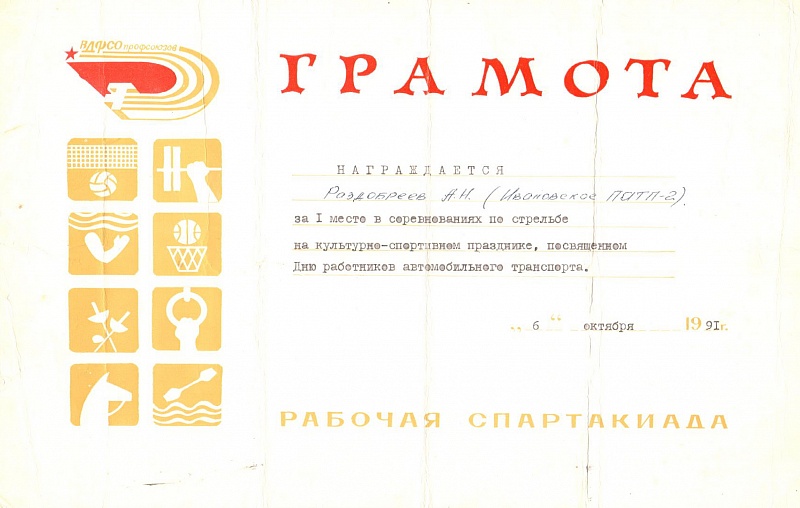 ВДФСО профсоюзов
ГРАМОТА
НАГРАЖДАЕТСЯ
Раздобреев А.Н. (Ивановское ПАТП-2).
за I место в соревнованиях по стрельбе
на культурно-спортивном празднике, посвященном
Дню работников автомобильного транспорта.
„ 6 “ октября 1991г.
РАБОЧАЯ СПАРТАКИАДА